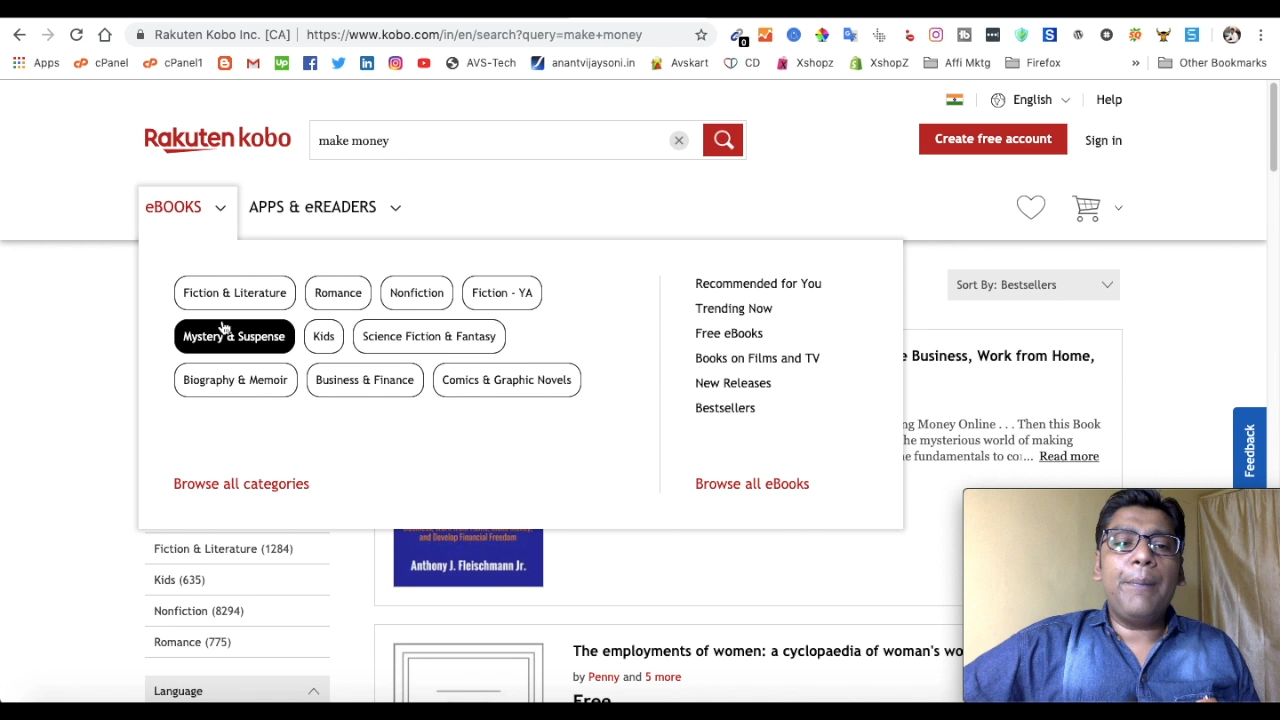 Rakuten Kobo Inc. [CA]
https://www.kobo.com/in/en/search?query=make+money
0
Apps
cPanel
cPanel1
Gmail
AVS-Tech
anantvijaysoni.in
Avskart
CD
Xshopz
XshopZ
Affi Mktg
Firefox
»
Other Bookmarks
English
Help
Rakuten kobo
make money
Create free account
Sign in
eBOOKS
APPS & eREADERS
Fiction & Literature
Romance
Nonfiction
Fiction - YA
Mystery & Suspense
Kids
Science Fiction & Fantasy
Biography & Memoir
Business & Finance
Comics & Graphic Novels
Browse all categories
Recommended for You
Trending Now
Free eBooks
Books on Films and TV
New Releases
Bestsellers
Browse all eBooks
Sort By: Bestsellers
e Business, Work from Home,
ng Money Online . . . Then this Book
he mysterious world of making
e fundamentals to co... Read more
Feedback
and Develop Financial Freedom
Anthony J. Fleischmann Jr.
Fiction & Literature (1284)
Kids (635)
Nonfiction (8294)
Romance (775)
Language
The employments of women: a cyclopaedia of woman's wo
by Penny and 5 more
Free